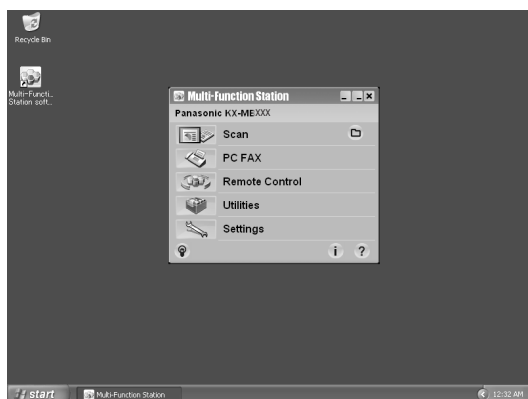 Recycle Bin
Multi-Functi...
Station soft...
Multi-Function Station
Panasonic KX-MBXXX
Scan
PC FAX
Remote Control
Utilities
Settings
i ?
start
Multi-Function Station
12:32 AM